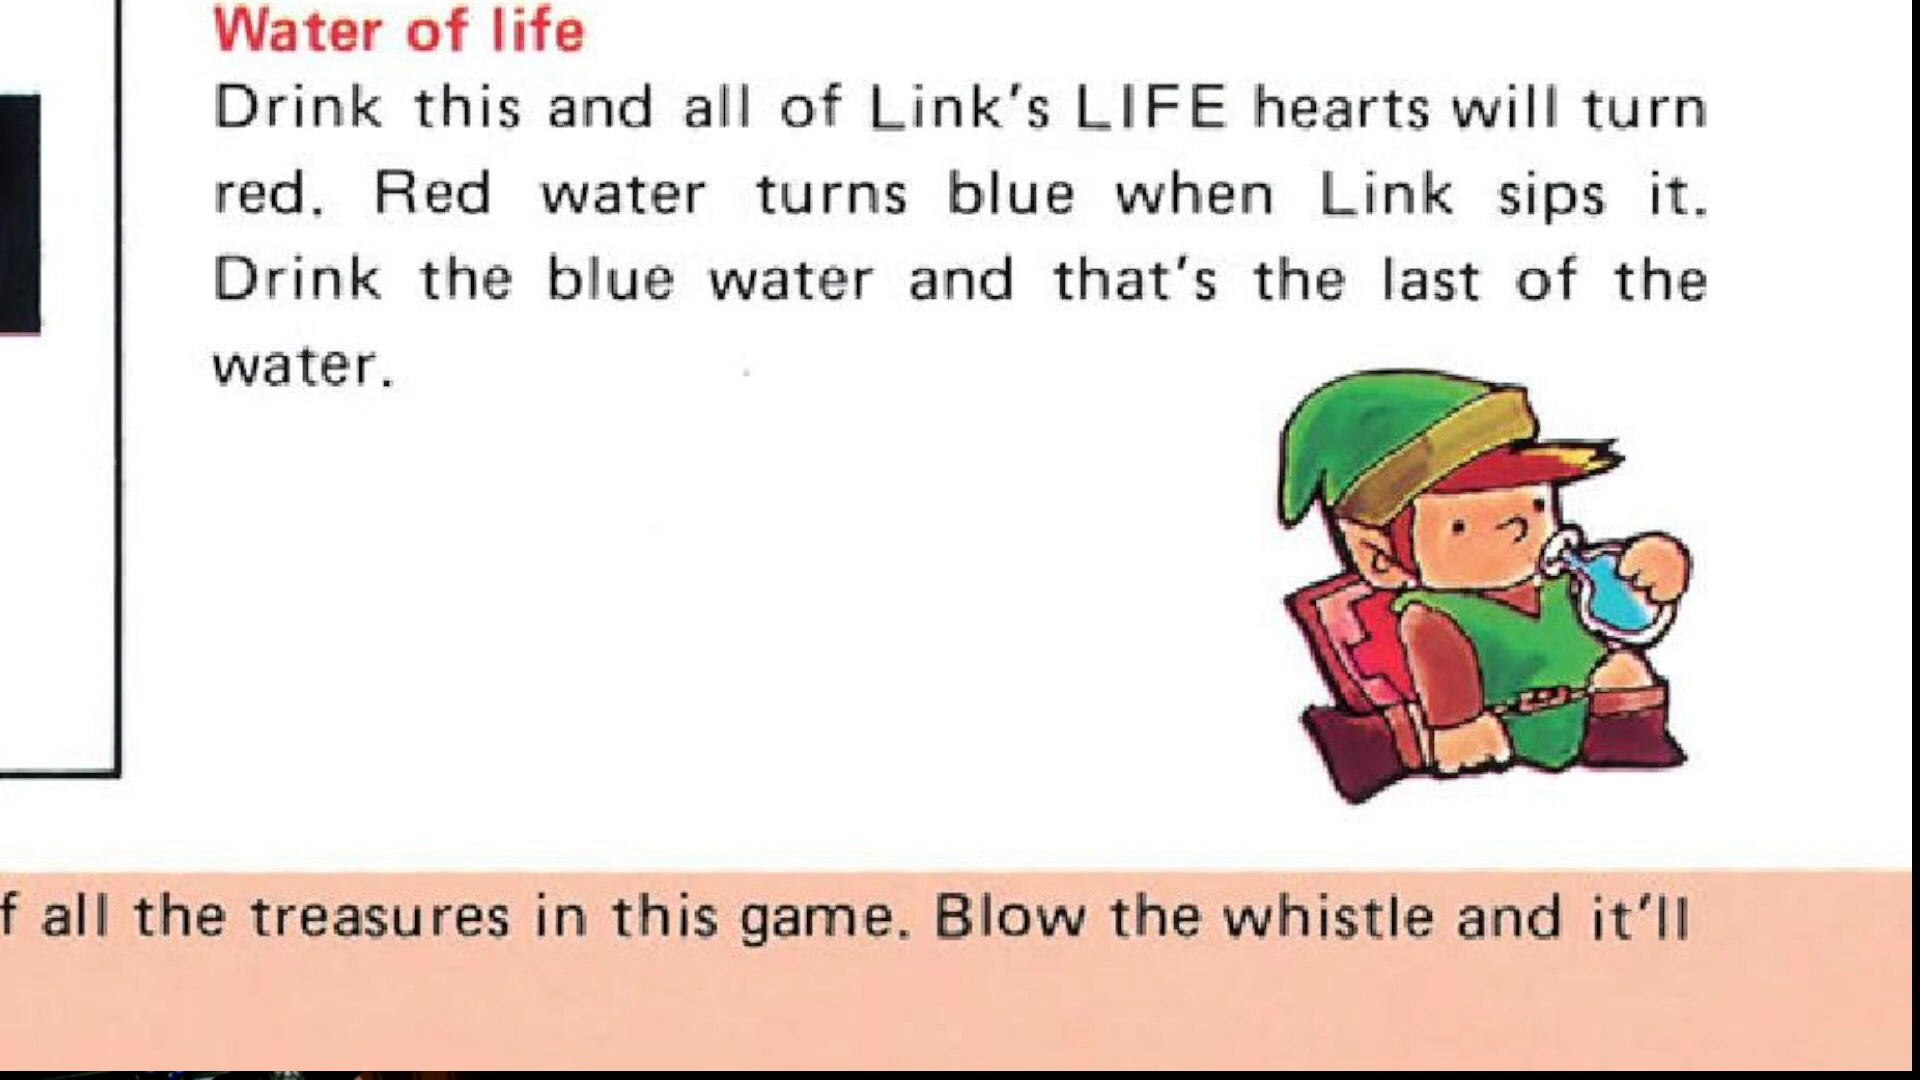 Water of life
Drink this and all of Link's LIFE hearts will turn
red. Red water turns blue when Link sips it.
Drink the blue water and that's the last of the
water.
all the treasures in this game. Blow the whistle and it'll